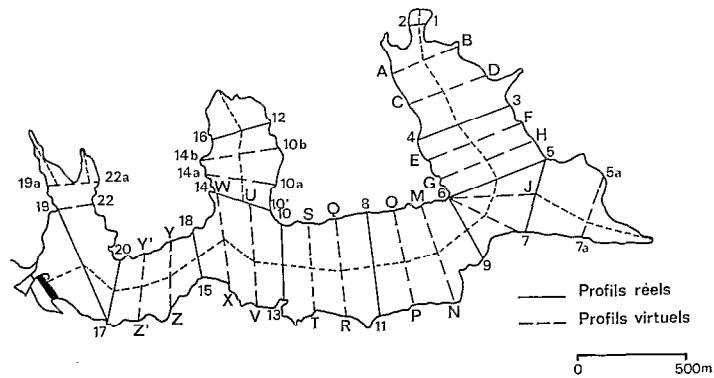 2 1
B
A
D
C
3
12
F
16
4
H
10b
14b
E
5
14a
G
5a
19a
22a
14
W
10a
6
U
M
J
19
22
10'
8
O
18
10
S
Q
Y
7
7a
20
Y'
9
15
X
V
13
T
R
11
P
N
17
Z'
Z
Profils réels
Profils virtuels
0
500m